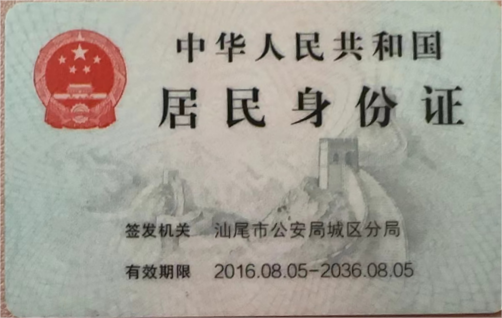 中华人民共和国
居民身份证
签发机关 汕尾市公安局城区分局
有效期限 2016.08.05-2036.08.05